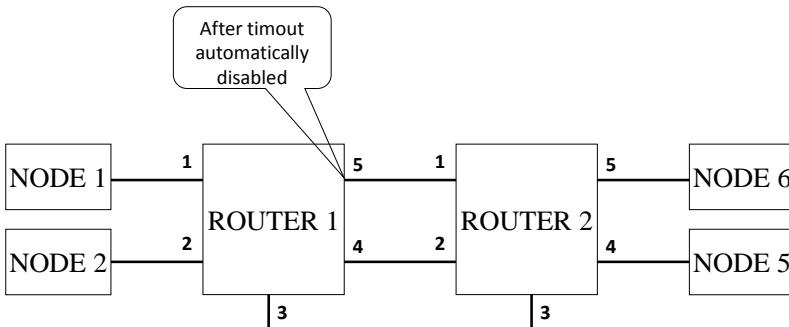 After timout
automatically
disabled
1
5
1
5
NODE 1
NODE 6
ROUTER 1
ROUTER 2
2
4
2
4
NODE 2
NODE 5
3
3